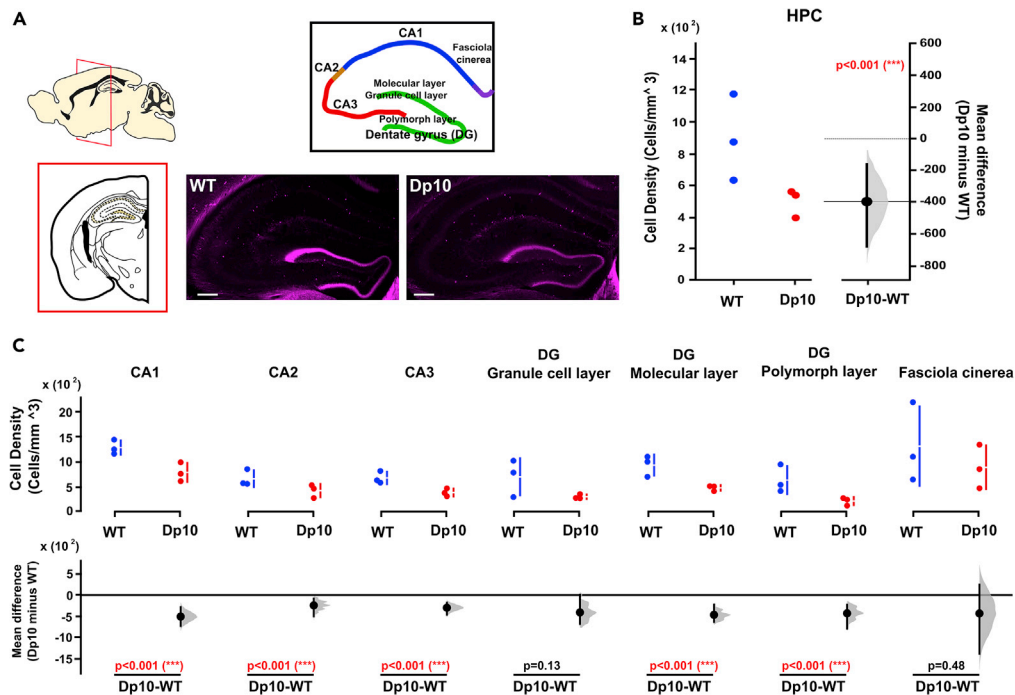 A
CA1
CA2
CA3
Fasciola
cinerea
Molecular layer
Granule cell layer
Polymorph layer
Dentate gyrus (DG)
WT
Dp10
B
HPC
x (10²)
Cell Density (Cells/mm^ 3)
14
12
10
8
6
4
2
0
WT
Dp10
p<0.001 (***)
600
400
200
0
-200
-400
-600
-800
Mean difference
(Dp10 minus WT)
Dp10-WT
C
CA1
CA2
CA3
DG
Granule cell layer
DG
Molecular layer
DG
Polymorph layer
Fasciola cinerea
x (10²)
Cell Density
(Cells/mm ^3)
20
15
10
5
0
WT Dp10
WT Dp10
WT Dp10
WT Dp10
WT Dp10
WT Dp10
WT Dp10
x (10²)
Mean difference
(Dp10 minus WT)
5
0
-5
-10
-15
p<0.001 (***)
p<0.001 (***)
p<0.001 (***)
p=0.13
p<0.001 (***)
p<0.001 (***)
p=0.48
Dp10-WT
Dp10-WT
Dp10-WT
Dp10-WT
Dp10-WT
Dp10-WT
Dp10-WT